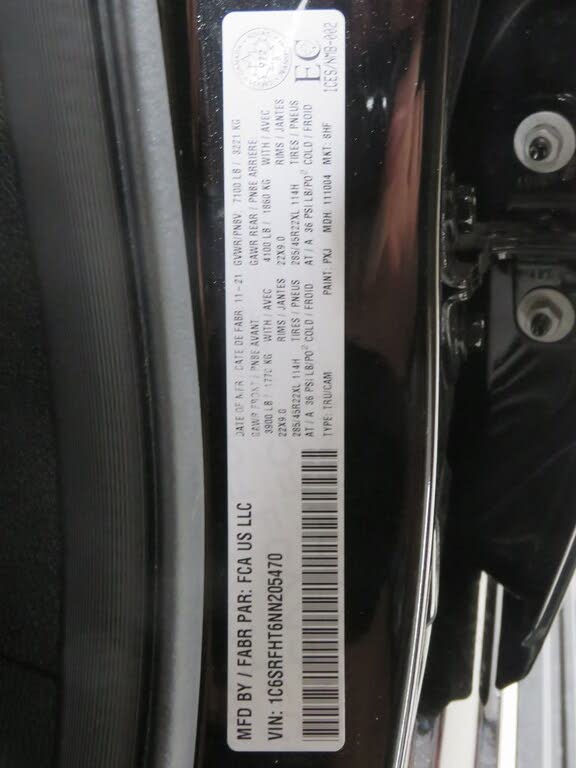 MFD BY / FABR PAR: FCA US LLC
VIN: 1C6SRFHT6NN205470
DATE OF MFR / DATE DE FABR 11-21 GVWR/PNBV 7100 LB / 3221 KG
GAWR FRONT / PNBE AVANT GAWR REAR / PNBE ARRIERE
3900 LB / 1770 KG WITH / AVEC 4100 LB / 1860 KG WITH / AVEC
22X9.0 RIMS / JANTES 22X9.0 RIMS / JANTES
285/45R22XL 114H TIRES / PNEUS 285/45R22XL 114H TIRES / PNEUS
AT / A 36 PSI LB/PO² COLD / FROID AT / A 36 PSI LB/PO² COLD / FROID
TYPE: TRU/CAM PAINT: PXJ MDH: 111004 MKT: 8HF
EC
ICES/NMB-002